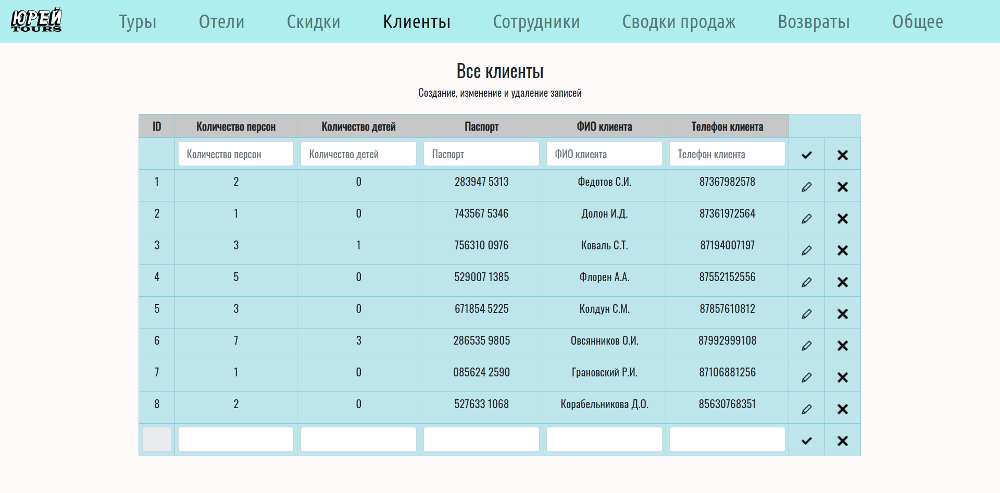 ЮРЕЙ
TOURS
Туры Отели Скидки Клиенты Сотрудники Сводки продаж Возвраты Общее
Все клиенты
Создание, изменение и удаление записей
ID Количество персон Количество детей Паспорт ФИО клиента Телефон клиента
Количество персон Количество детей Паспорт ФИО клиента Телефон клиента
1 2 0 283947 5313 Федотов С.И. 87367982578
2 1 0 743567 5346 Долон И.Д. 87361972564
3 3 1 756310 0976 Коваль С.Т. 87194007197
4 5 0 529007 1385 Флорен А.А. 87552152556
5 3 0 671854 5225 Колдун С.М. 87857610812
6 7 3 286535 9805 Овсянников О.И. 87992999108
7 1 0 085624 2590 Грановский Р.И. 87106881256
8 2 0 527633 1068 Корабельникова Д.О. 85630768351